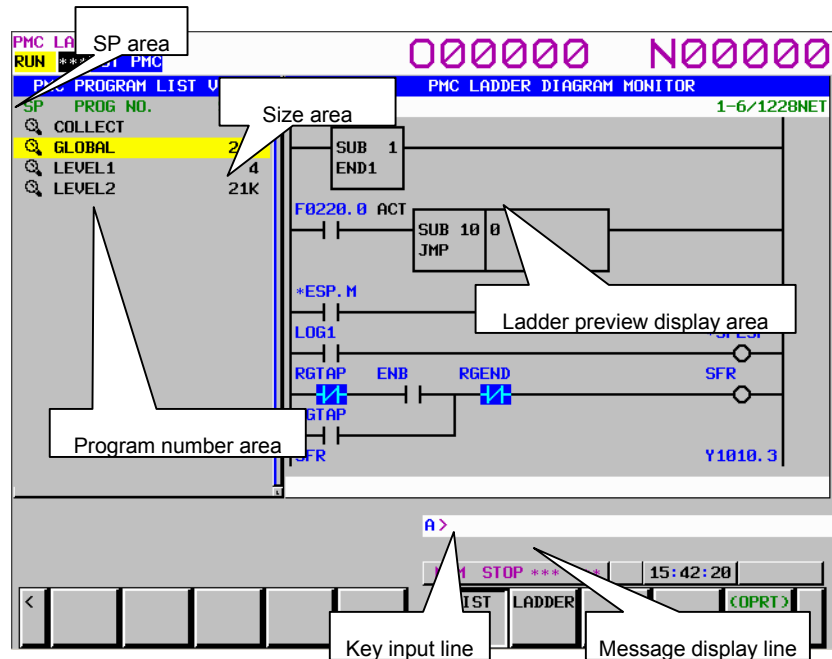 PMC LA
SP area
O00000 N00000
RUN *** ST PMC
PMC PROGRAM LIST V
PMC LADDER DIAGRAM MONITOR
SP PROG NO.
Size area
1-6/1228NET
COLLECT
GLOBAL 2
LEVEL1 4
LEVEL2 21K
SUB 1
END1
F0220.0 ACT
SUB 10 0
JMP
*ESP.M
Ladder preview display area
LOG1
RGTAP ENB RGEND SFR
GTAP
Program number area
SFR Y1010.3
A>
STOP *** 15:42:20
< IST LADDER (OPRT)
Key input line
Message display line